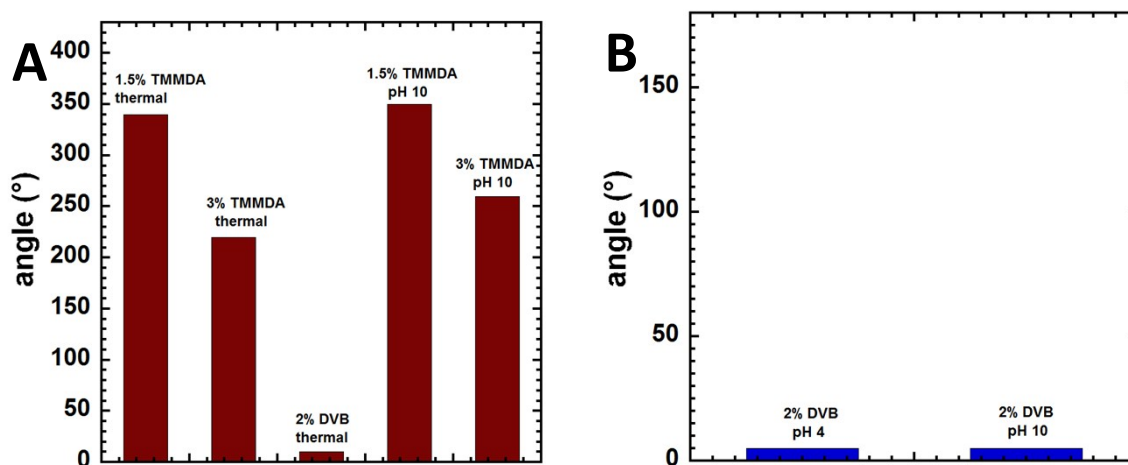 A
angle (°)
400
350
300
250
200
150
100
50
0
1.5% TMMDA
thermal
3% TMMDA
thermal
2% DVB
thermal
1.5% TMMDA
pH 10
3% TMMDA
pH 10
B
angle (°)
150
100
50
0
2% DVB
pH 4
2% DVB
pH 10